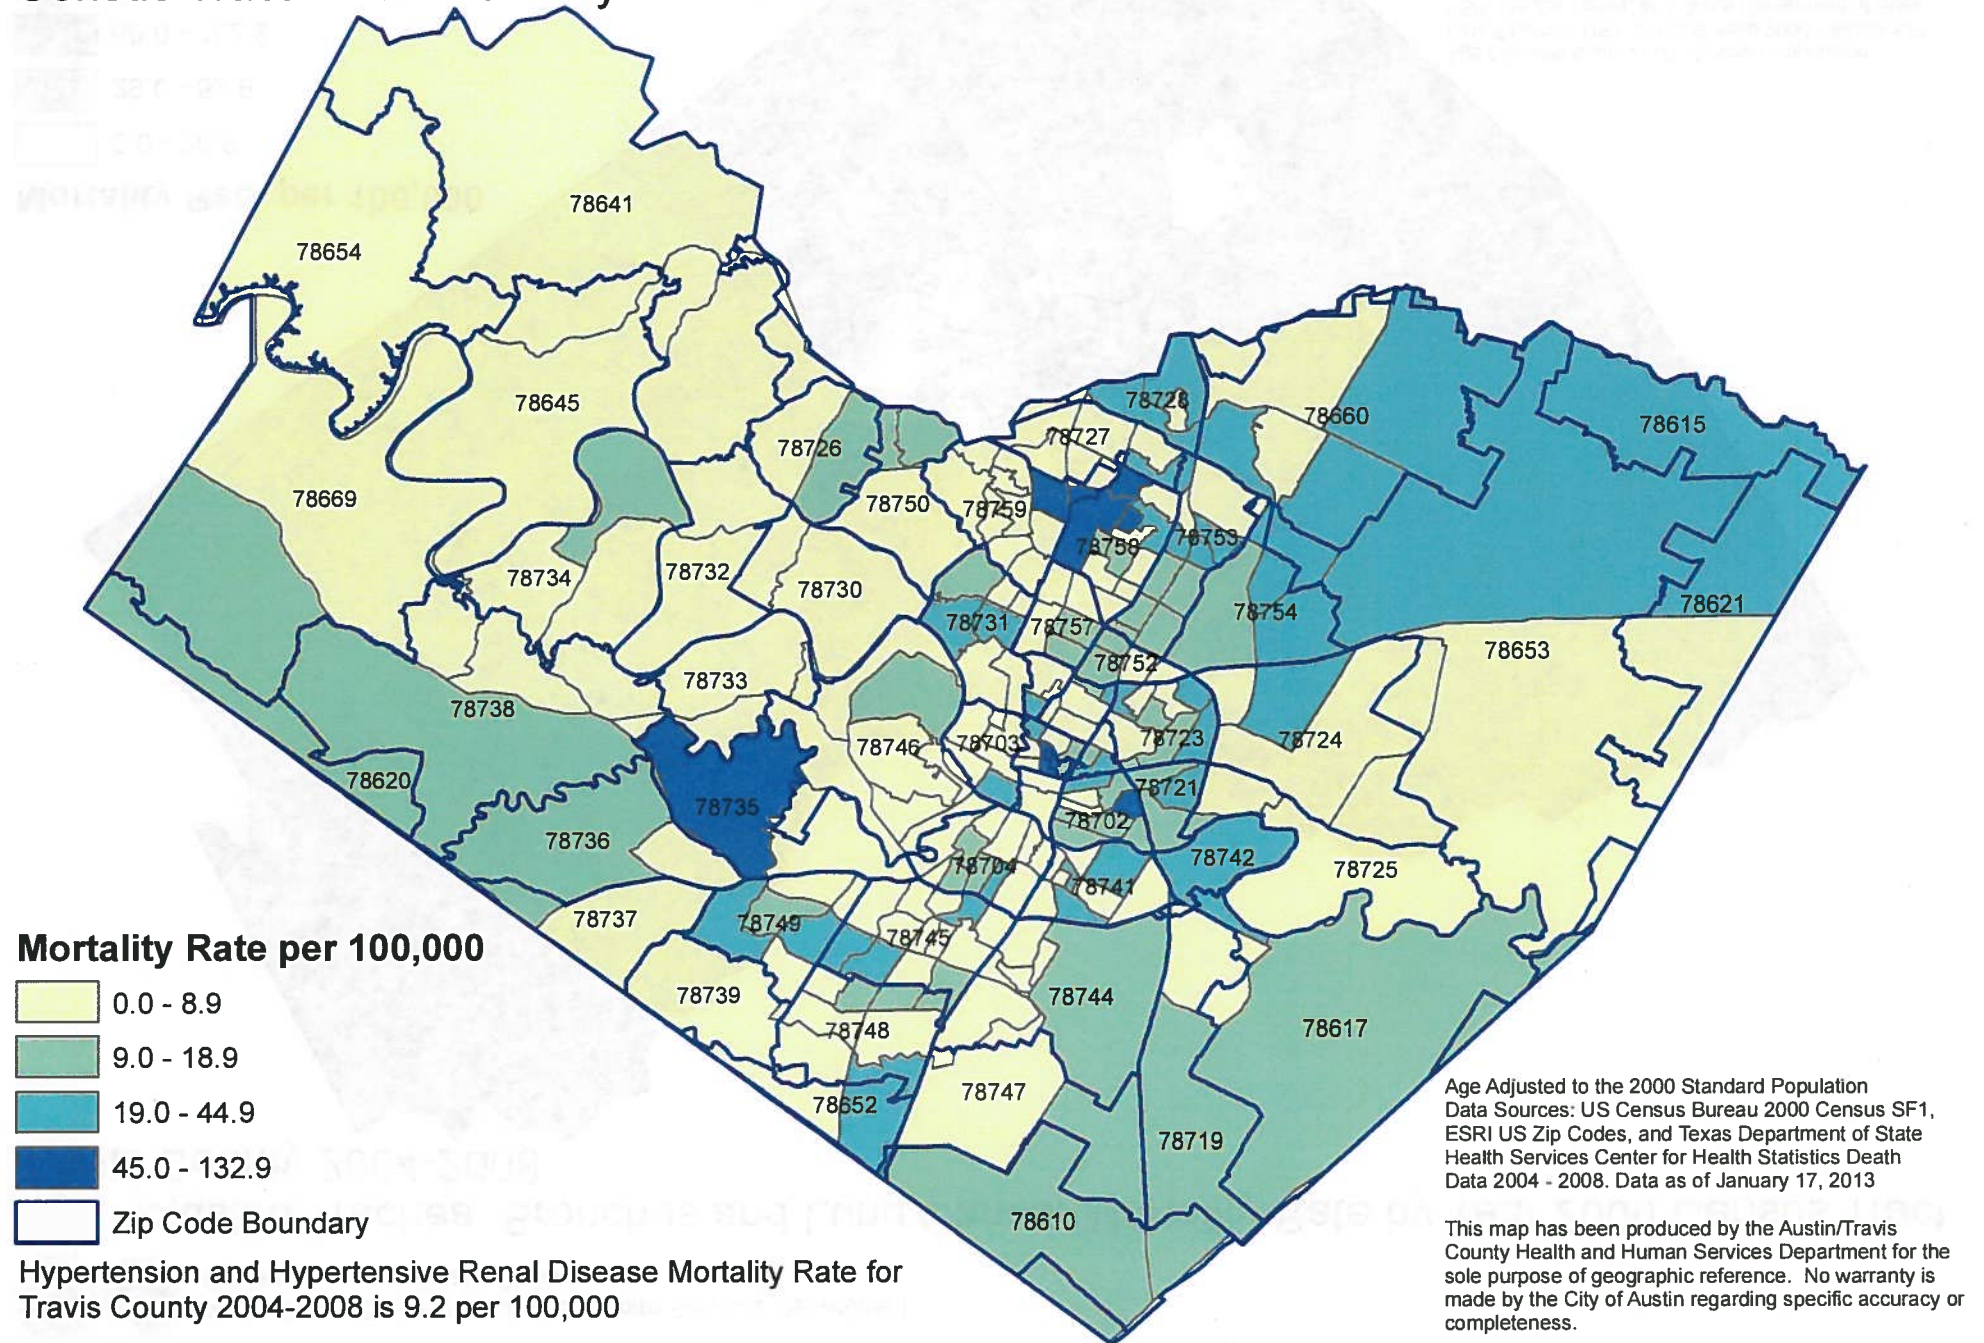 78641
78654
78645
78728
78660
78615
78727
78726
78669
78750
78759
78753
78758
78734
78732
78730
78754
78621
78731
78757
78653
78752
78733
78738
78746
78703
78723
78724
78620
78735
78721
78702
78736
78742
78704
78725
78741
78737
78749
78745
78739
78744
78748
78617
78747
78652
78719
78610
Mortality Rate per 100,000
0.0 - 8.9
9.0 - 18.9
19.0 - 44.9
45.0 - 132.9
Zip Code Boundary
Hypertension and Hypertensive Renal Disease Mortality Rate for
Travis County 2004-2008 is 9.2 per 100,000
Age Adjusted to the 2000 Standard Population
Data Sources: US Census Bureau 2000 Census SF1,
ESRI US Zip Codes, and Texas Department of State
Health Services Center for Health Statistics Death
Data 2004 - 2008. Data as of January 17, 2013
This map has been produced by the Austin/Travis
County Health and Human Services Department for the
sole purpose of geographic reference. No warranty is
made by the City of Austin regarding specific accuracy or
completeness.